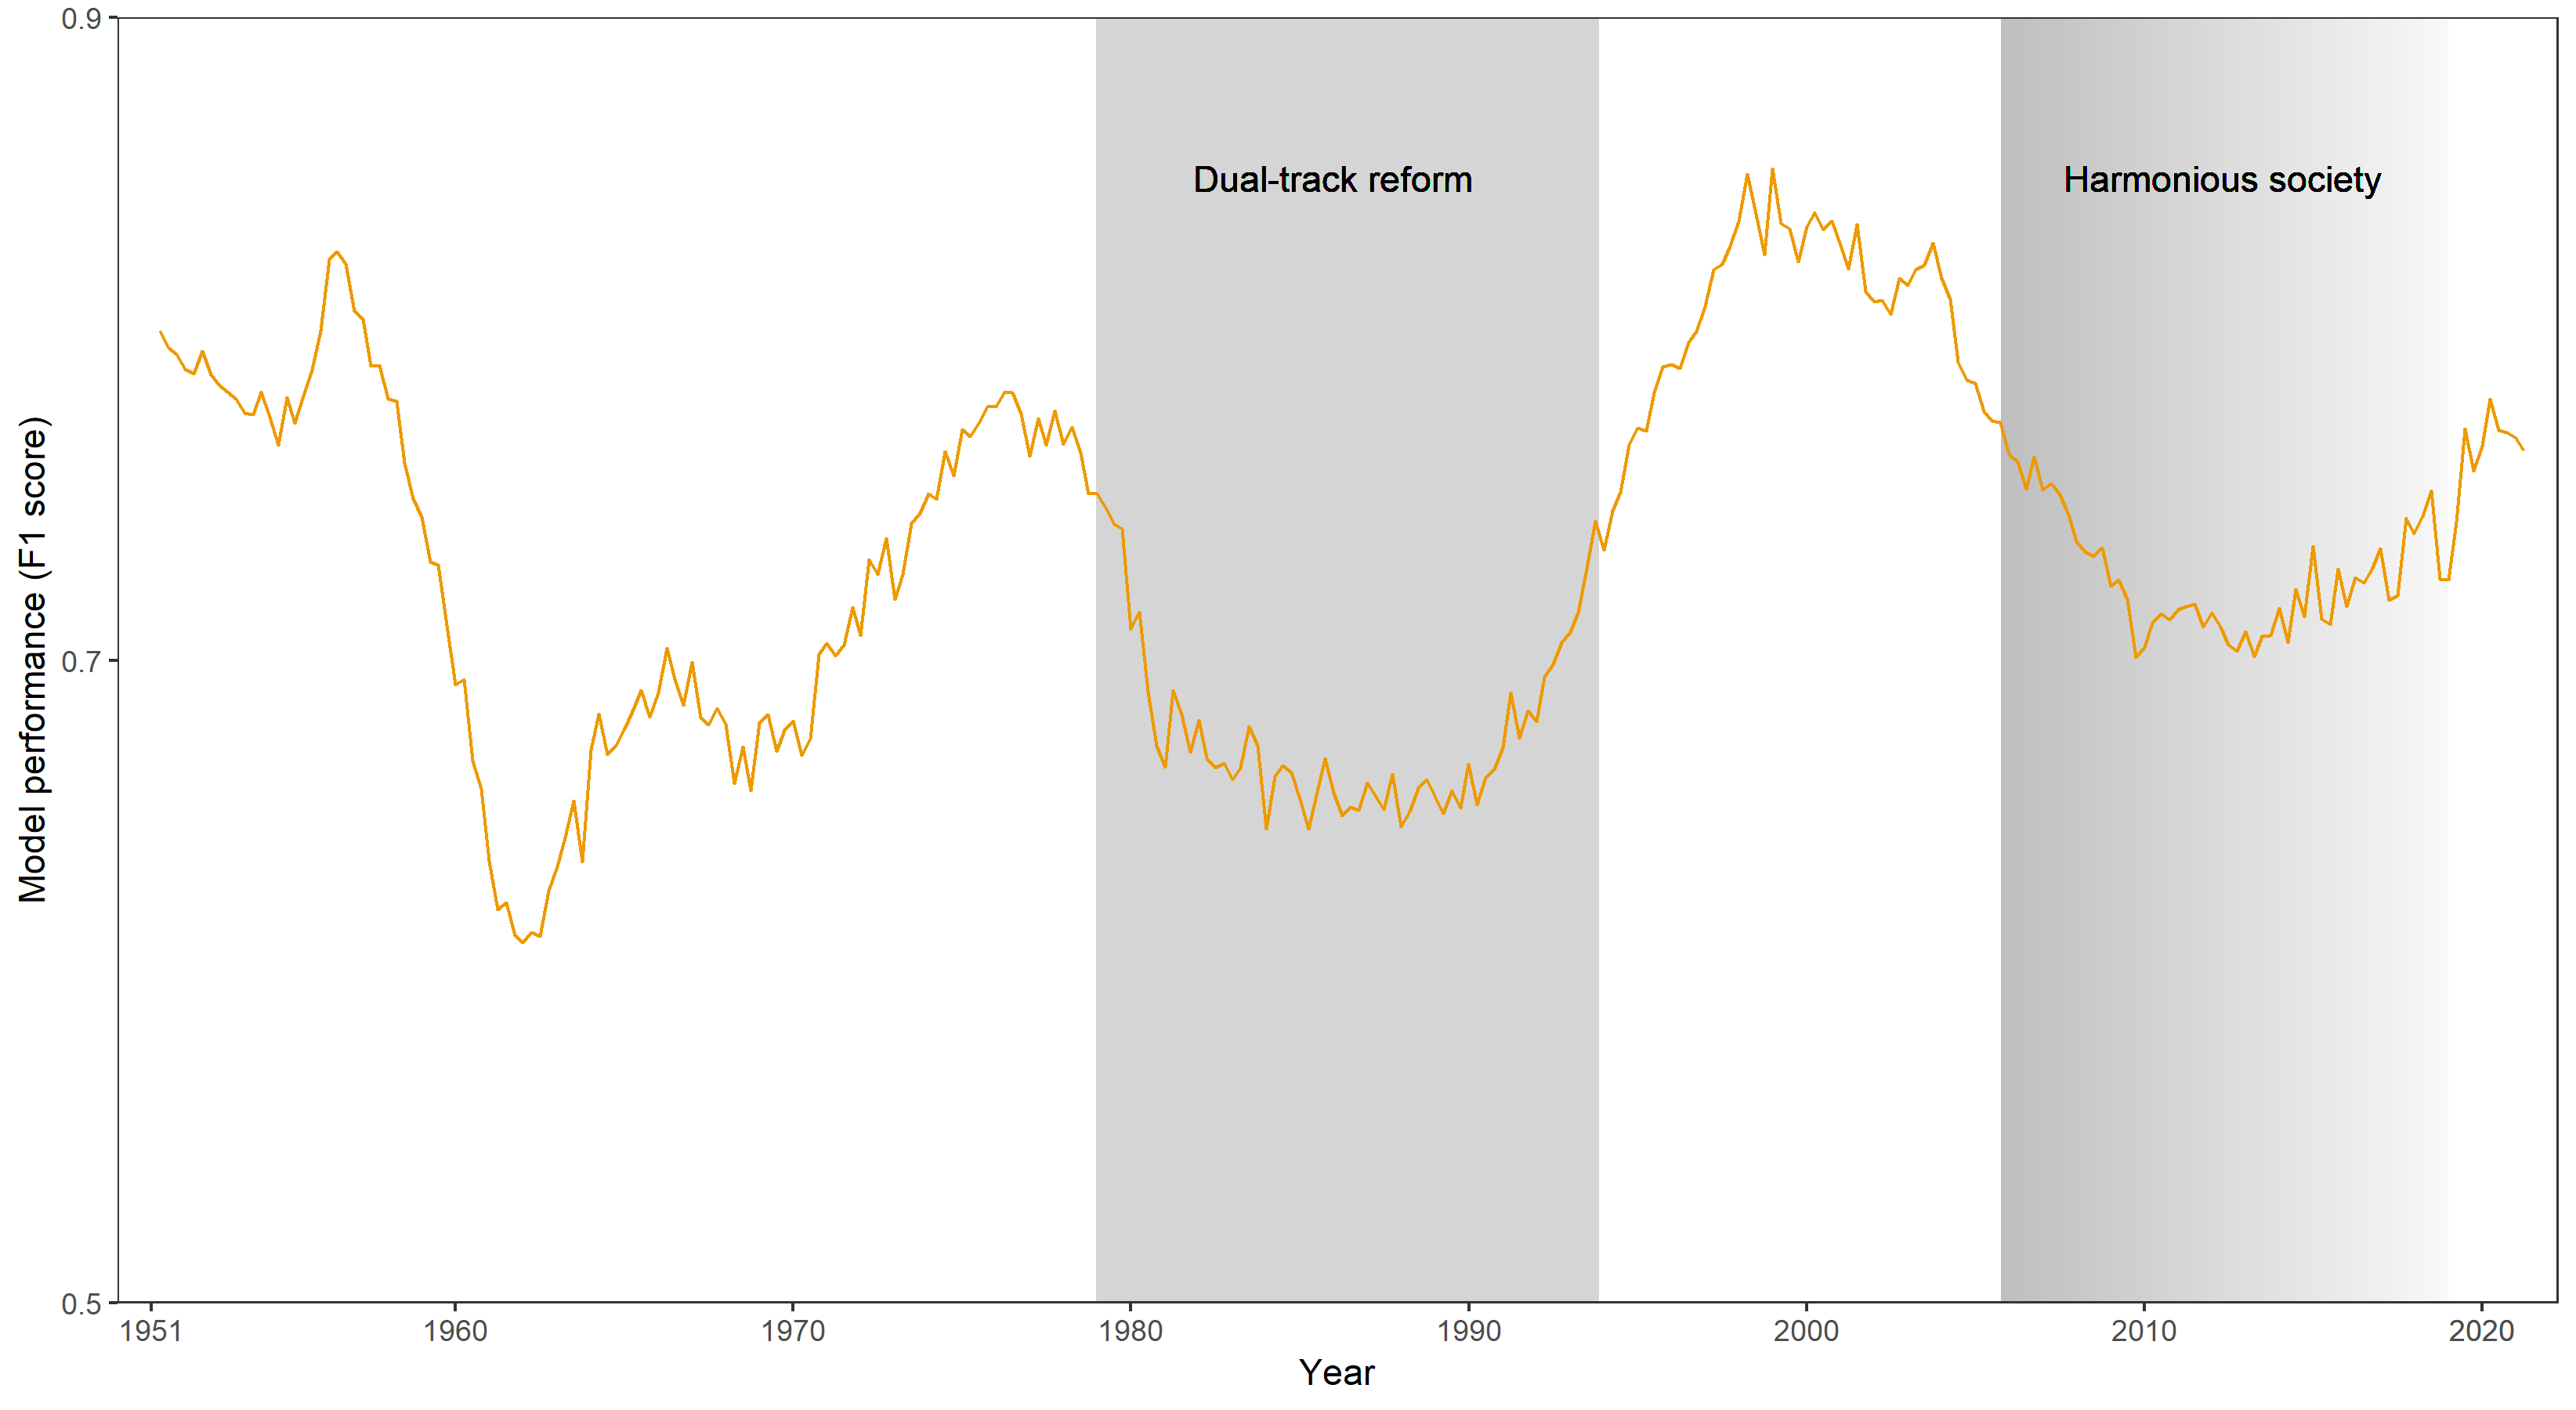 0.9
Dual-track reform
Harmonious society
Model performance (F1 score)
0.7
0.5
1951 1960 1970 1980 1990 2000 2010 2020
Year